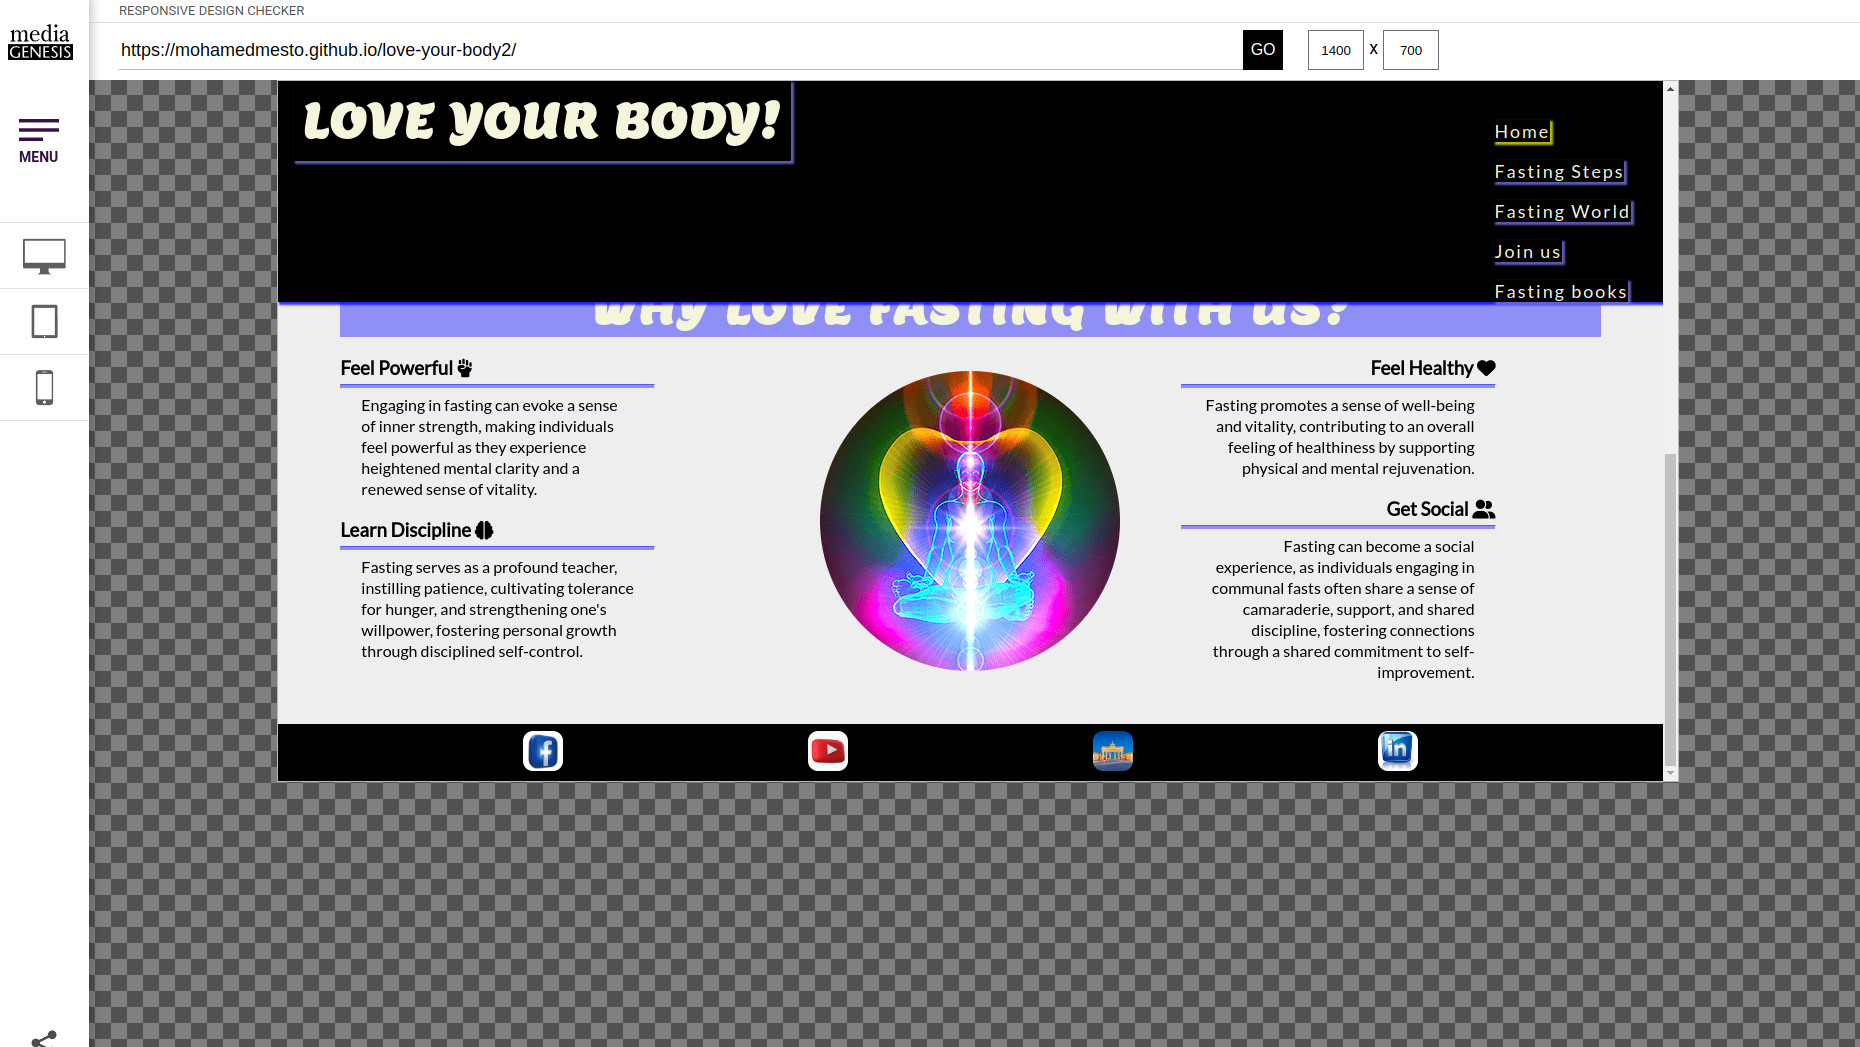 RESPONSIVE DESIGN CHECKER
media
GENESIS
https://mohamedmesto.github.io/love-your-body2/
GO
1400 x 700
MENU
LOVE YOUR BODY!
Home
Fasting Steps
Fasting World
Join us
Fasting books
WHY LOVE FASTING WITH US?
Feel Powerful
Engaging in fasting can evoke a sense
of inner strength, making individuals
feel powerful as they experience
heightened mental clarity and a
renewed sense of vitality.
Learn Discipline
Fasting serves as a profound teacher,
instilling patience, cultivating tolerance
for hunger, and strengthening one's
willpower, fostering personal growth
through disciplined self-control.
Feel Healthy
Fasting promotes a sense of well-being
and vitality, contributing to an overall
feeling of healthiness by supporting
physical and mental rejuvenation.
Get Social
Fasting can become a social
experience, as individuals engaging in
communal fasts often share a sense of
camaraderie, support, and shared
discipline, fostering connections
through a shared commitment to self-
improvement.
f
in